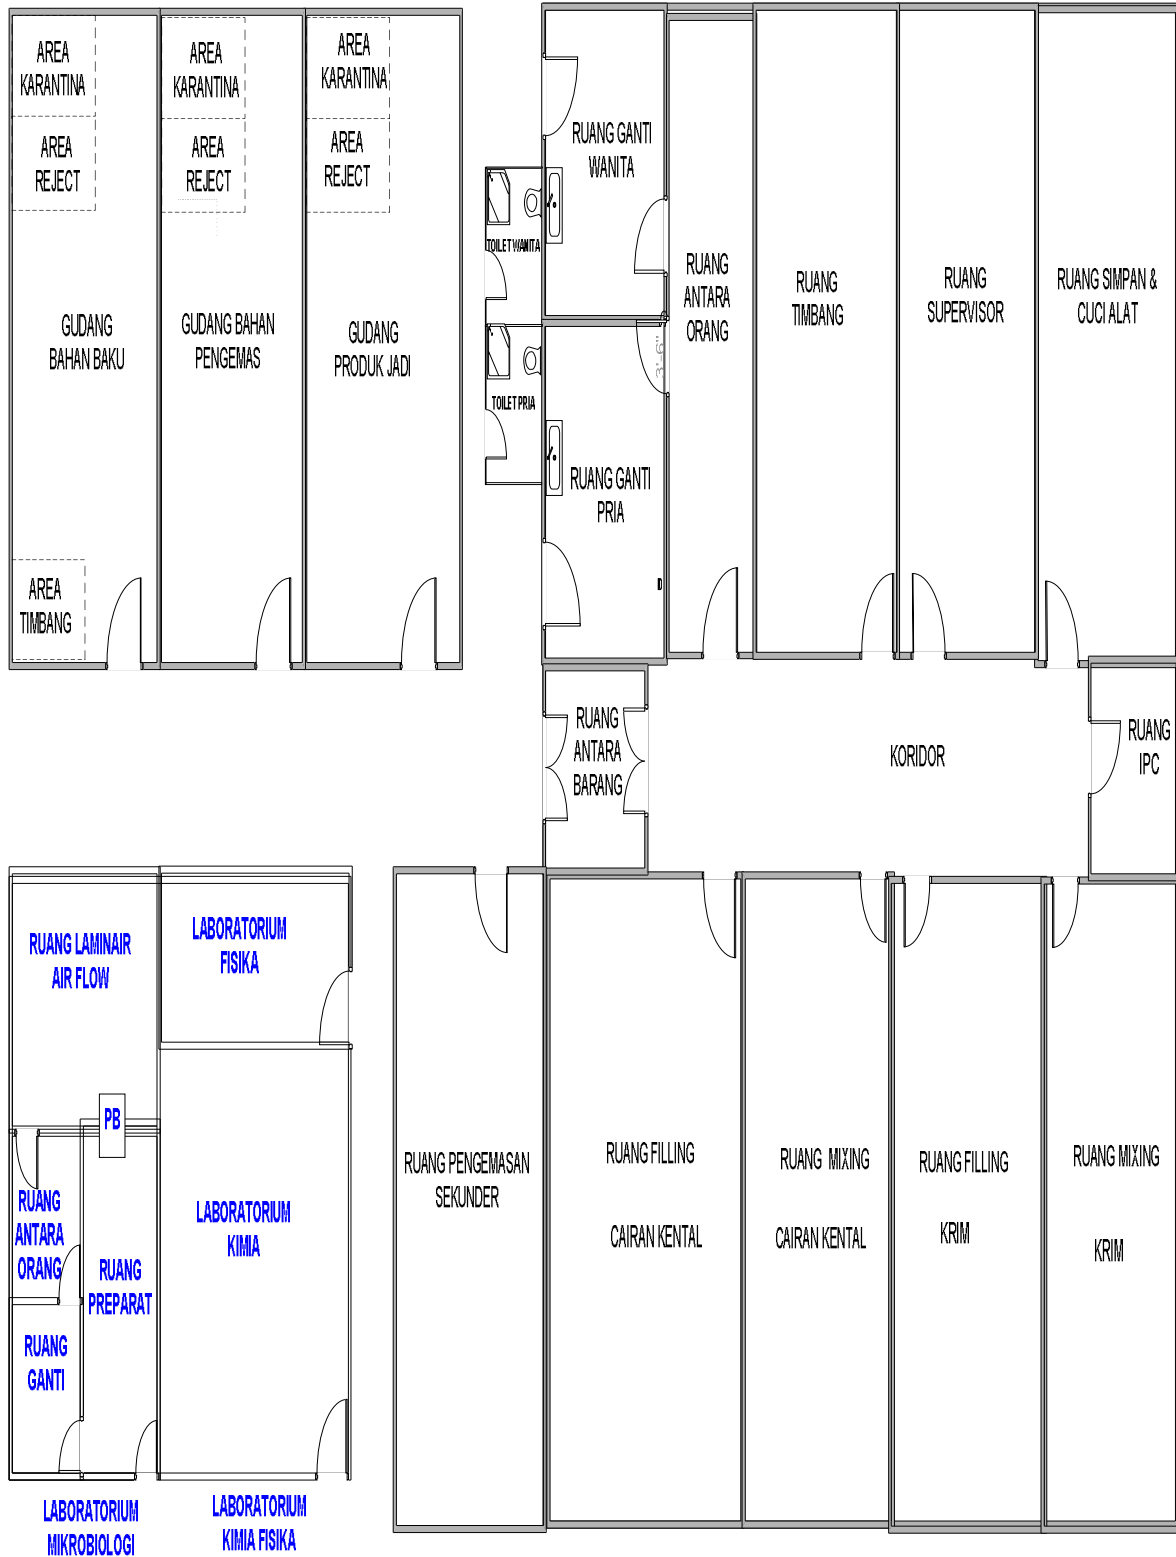 AREA
KARANTINA
AREA
REJECT
GUDANG
BAHAN BAKU
AREA
TIMBANG
AREA
KARANTINA
AREA
REJECT
GUDANG BAHAN
PENGEMAS
AREA
KARANTINA
AREA
REJECT
GUDANG
PRODUK JADI
TOILET WANITA
TOILET PRIA
RUANG GANTI
WANITA
3'-6"
RUANG GANTI
PRIA
RUANG
ANTARA
ORANG
RUANG
TIMBANG
RUANG
SUPERVISOR
RUANG SIMPAN &
CUCI ALAT
RUANG
ANTARA
BARANG
KORIDOR
RUANG
IPC
RUANG LAMINAIR
AIR FLOW
LABORATORIUM
FISIKA
PB
RUANG
ANTARA
ORANG
RUANG
PREPARAT
RUANG
GANTI
LABORATORIUM
KIMIA
LABORATORIUM
MIKROBIOLOGI
LABORATORIUM
KIMIA FISIKA
RUANG PENGEMASAN
SEKUNDER
RUANG FILLING
CAIRAN KENTAL
RUANG MIXING
CAIRAN KENTAL
RUANG FILLING
KRIM
RUANG MIXING
KRIM